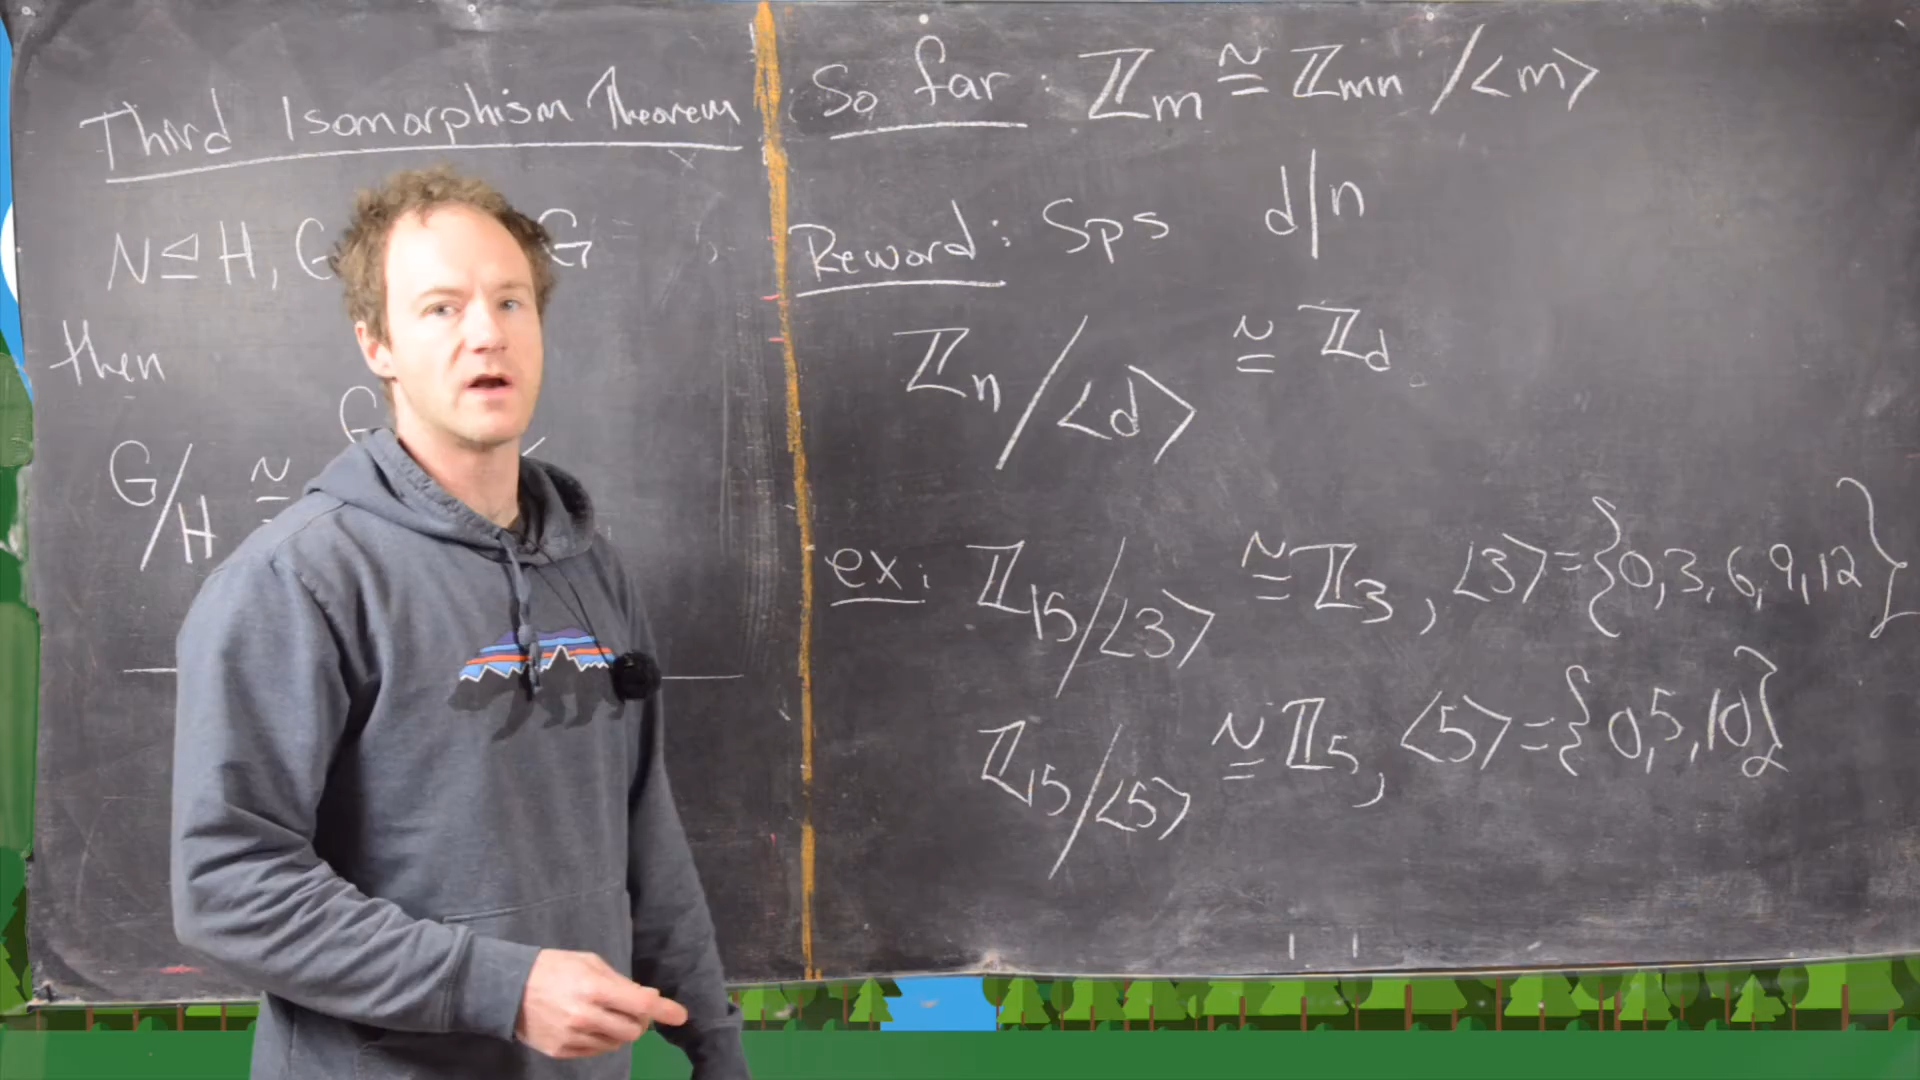 Third Isomorphism Theorem
N ⊴ H, G G
then
G/H ≅ G
So far: ℤm ≅ ℤmn /<m>
Reword: Sps d|n
ℤn/<d> ≅ ℤd
ex: ℤ15/<3> ≅ ℤ3, <3>={0,3,6,9,12}
ℤ15/<5> ≅ ℤ5, <5>={0,5,10}